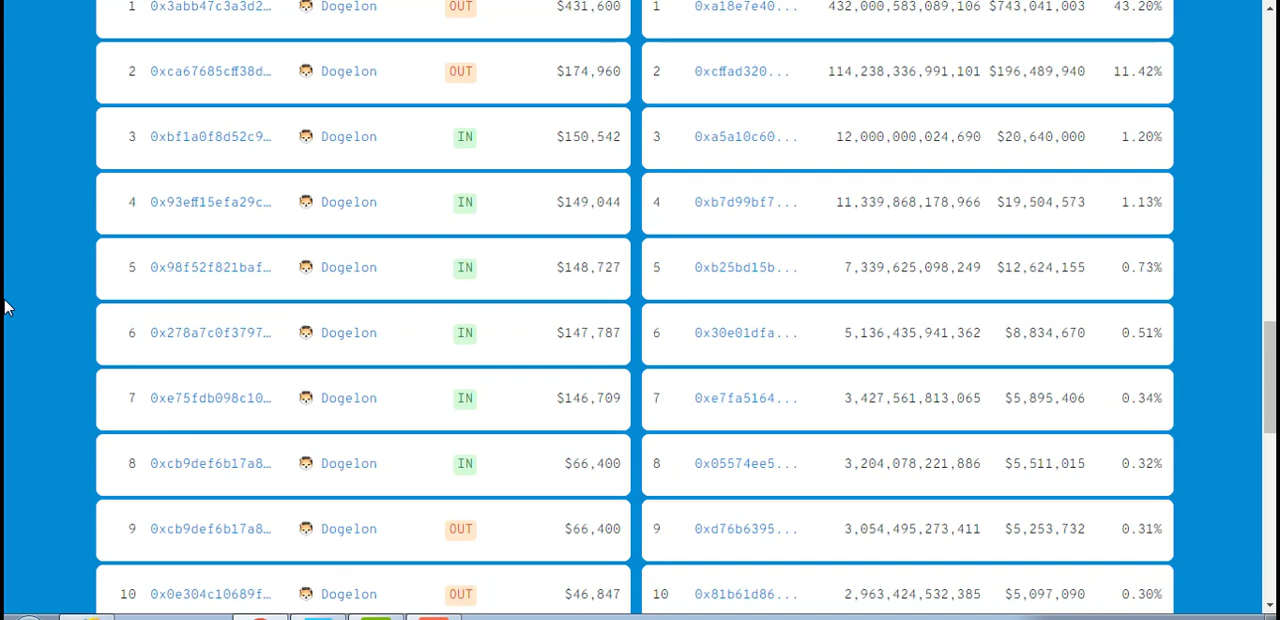 1 0x3abb47c3a3d2… Dogelon OUT $431,600 1 0xa18e7e40... 432,000,583,089,106 $743,041,003 43.20%
2 0xca67685cff38d… Dogelon OUT $174,960 2 0xcffad320... 114,238,336,991,101 $196,489,940 11.42%
3 0xbf1a0f8d52c9… Dogelon IN $150,542 3 0xa5a10c60... 12,000,000,024,690 $20,640,000 1.20%
4 0x93eff15efa29c… Dogelon IN $149,044 4 0xb7d99bf7... 11,339,868,178,966 $19,504,573 1.13%
5 0x98f52f821baf… Dogelon IN $148,727 5 0xb25bd15b... 7,339,625,098,249 $12,624,155 0.73%
6 0x278a7c0f3797… Dogelon IN $147,787 6 0x30e01dfa... 5,136,435,941,362 $8,834,670 0.51%
7 0xe75fdb098c10… Dogelon IN $146,709 7 0xe7fa5164... 3,427,561,813,065 $5,895,406 0.34%
8 0xcb9def6b17a8… Dogelon IN $66,400 8 0x05574ee5... 3,204,078,221,886 $5,511,015 0.32%
9 0xcb9def6b17a8… Dogelon OUT $66,400 9 0xd76b6395... 3,054,495,273,411 $5,253,732 0.31%
10 0x0e304c10689f… Dogelon OUT $46,847 10 0x81b61d86... 2,963,424,532,385 $5,097,090 0.30%